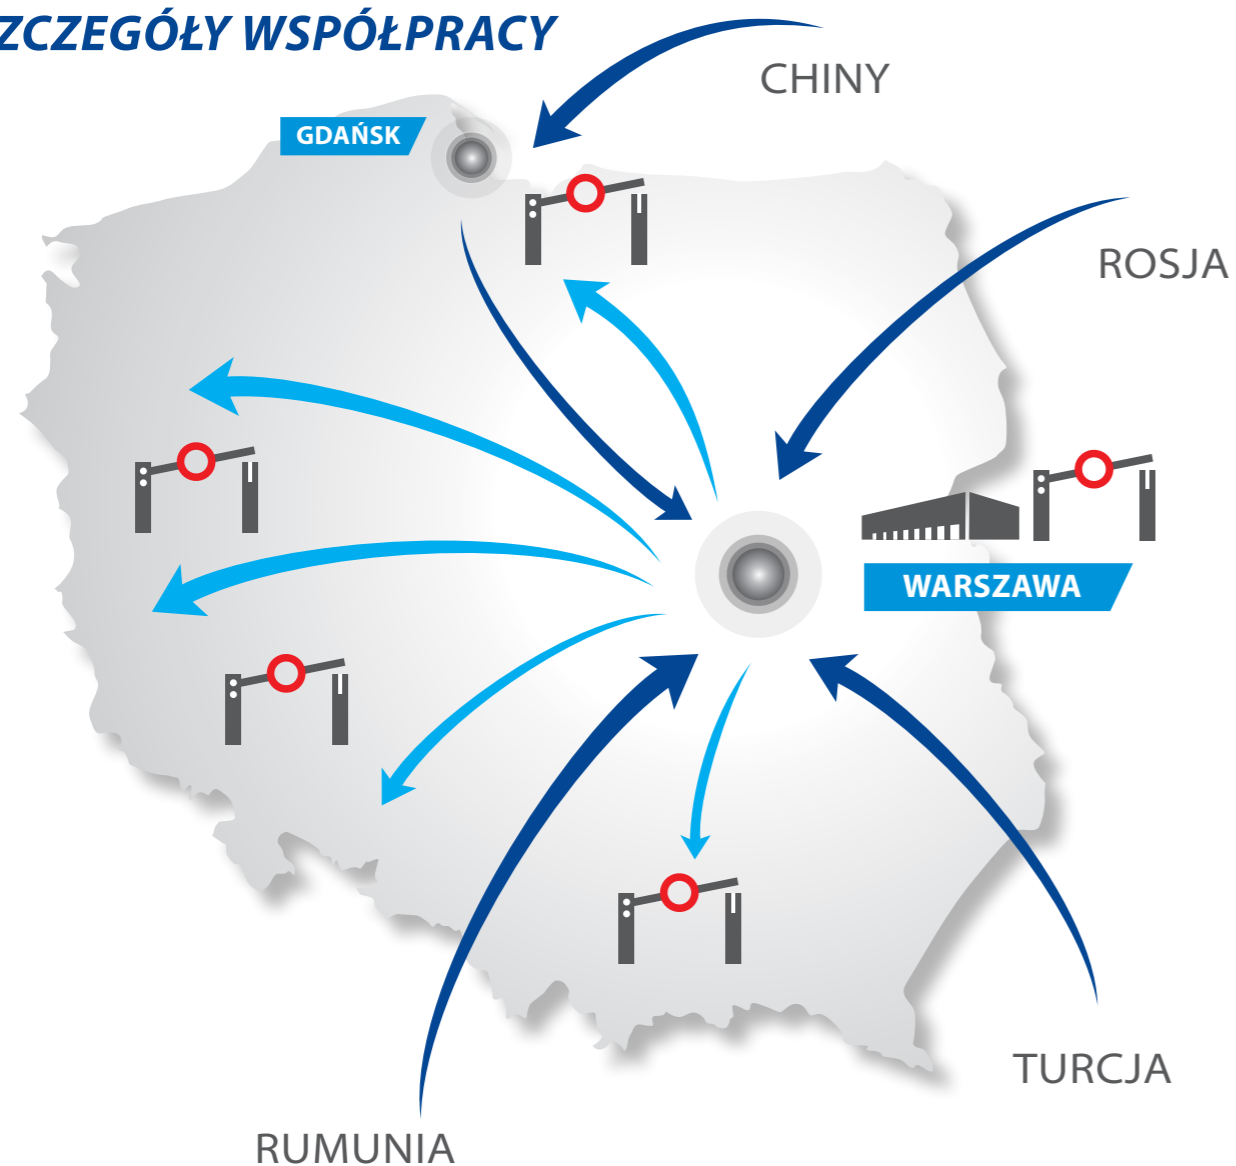 ZCZEGÓŁY WSPÓŁPRACY
CHINY
GDAŃSK
ROSJA
WARSZAWA
TURCJA
RUMUNIA